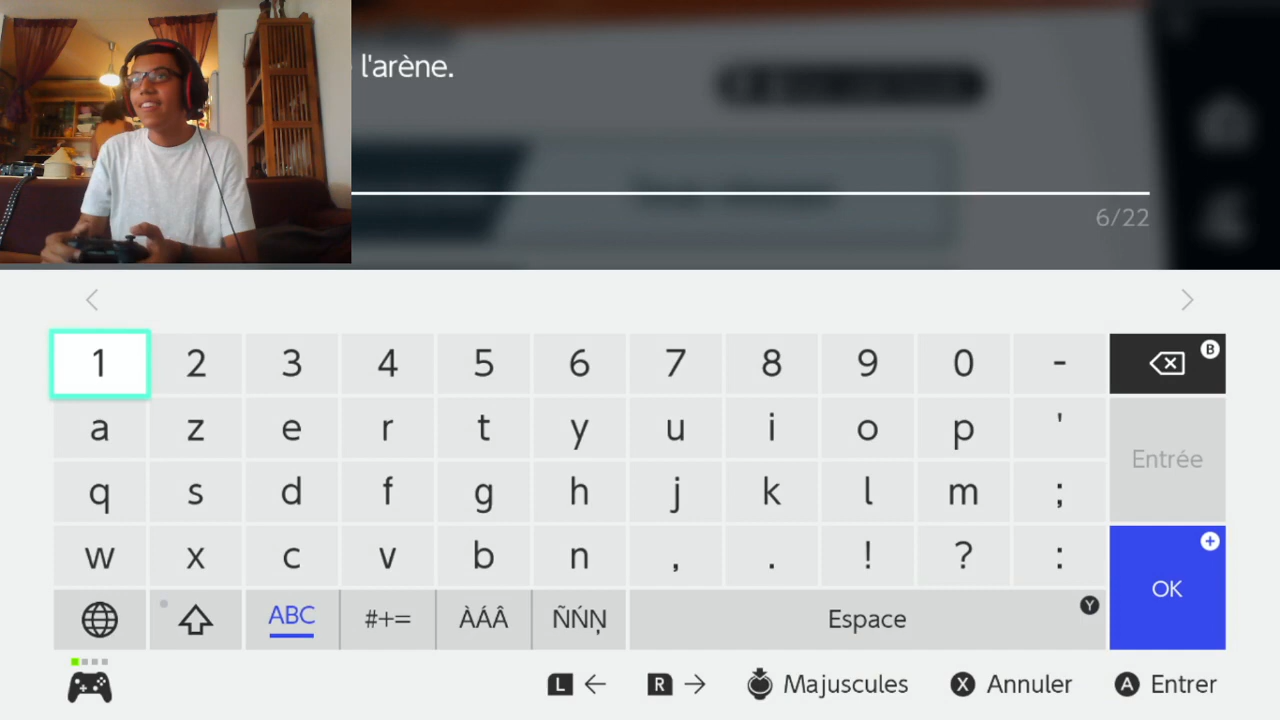 l'arène.
6/22
< >
1 2 3 4 5 6 7 8 9 0 - B
a z e r t y u i o p '
Entrée
q s d f g h j k l m ;
w x c v b n , . ! ? : +
OK
ABC #+= ÀÁÂ ÑŃŅ Espace Y
L ← R → Majuscules X Annuler A Entrer